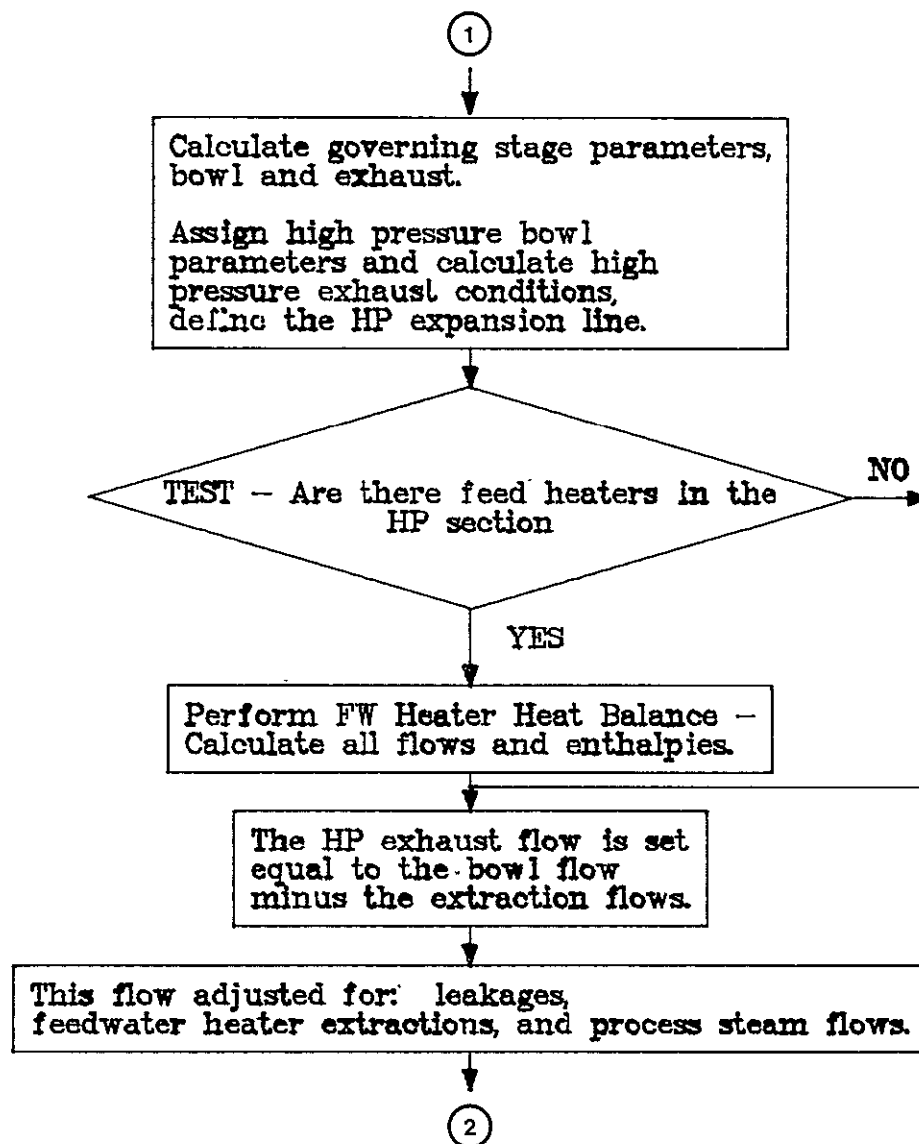 1
Calculate governing stage parameters,
bowl and exhaust.
Assign high pressure bowl
parameters and calculate high
pressure exhaust conditions,
define the HP expansion line.
TEST – Are there feed heaters in the
HP section
NO
YES
Perform FW Heater Heat Balance –
Calculate all flows and enthalpies.
The HP exhaust flow is set
equal to the bowl flow
minus the extraction flows.
This flow adjusted for: leakages,
feedwater heater extractions, and process steam flows.
2